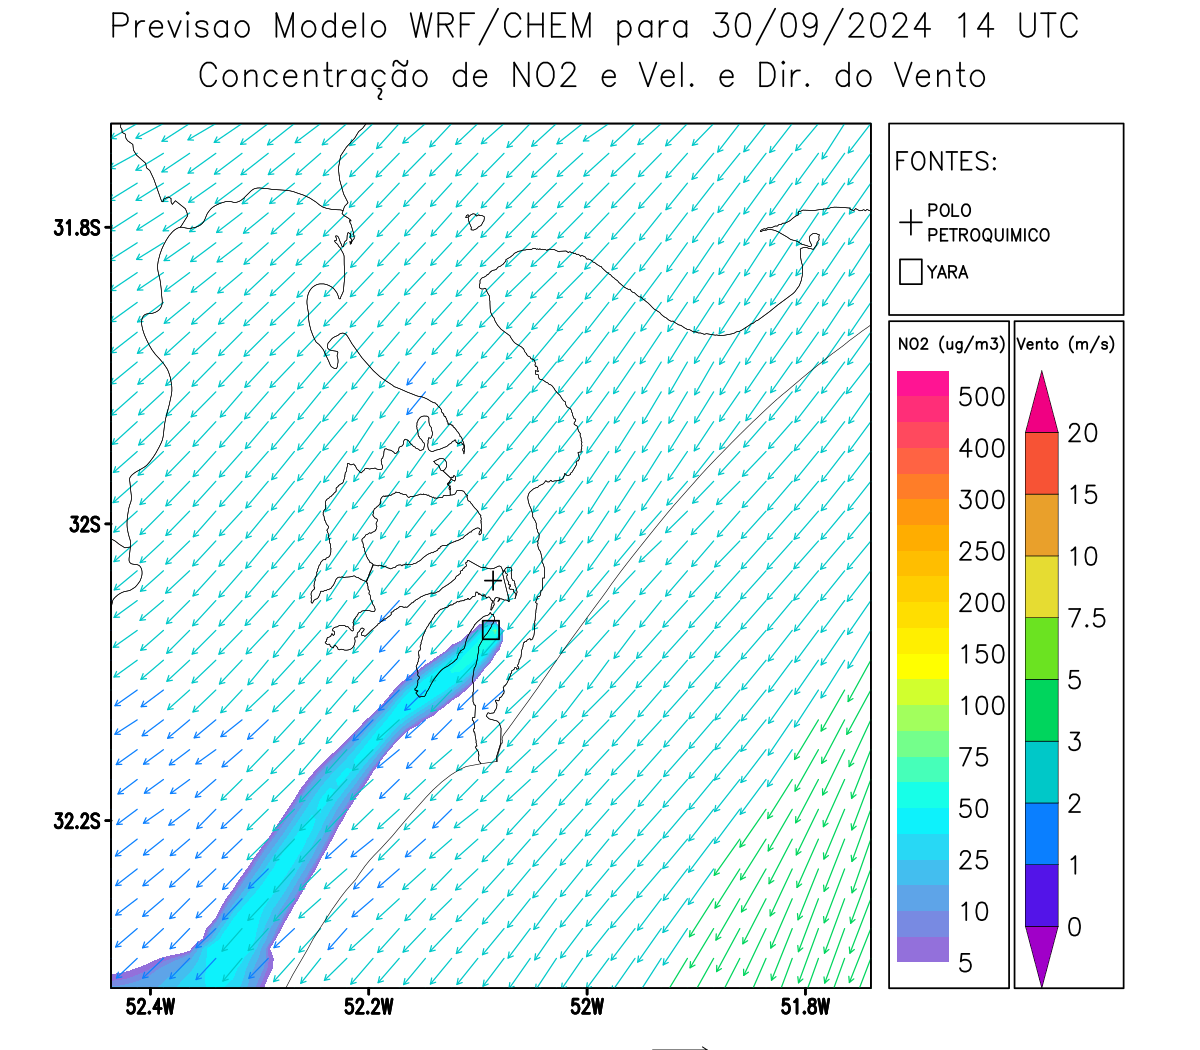 Previsao Modelo WRF/CHEM para 30/09/2024 14 UTC
Concentração de NO2 e Vel. e Dir. do Vento
FONTES:
POLO
PETROQUIMICO
YARA
31.8S
32S
32.2S
52.4W
52.2W
52W
51.8W
NO2 (ug/m3)
500
400
300
250
200
150
100
75
50
25
10
5
Vento (m/s)
20
15
10
7.5
5
3
2
1
0